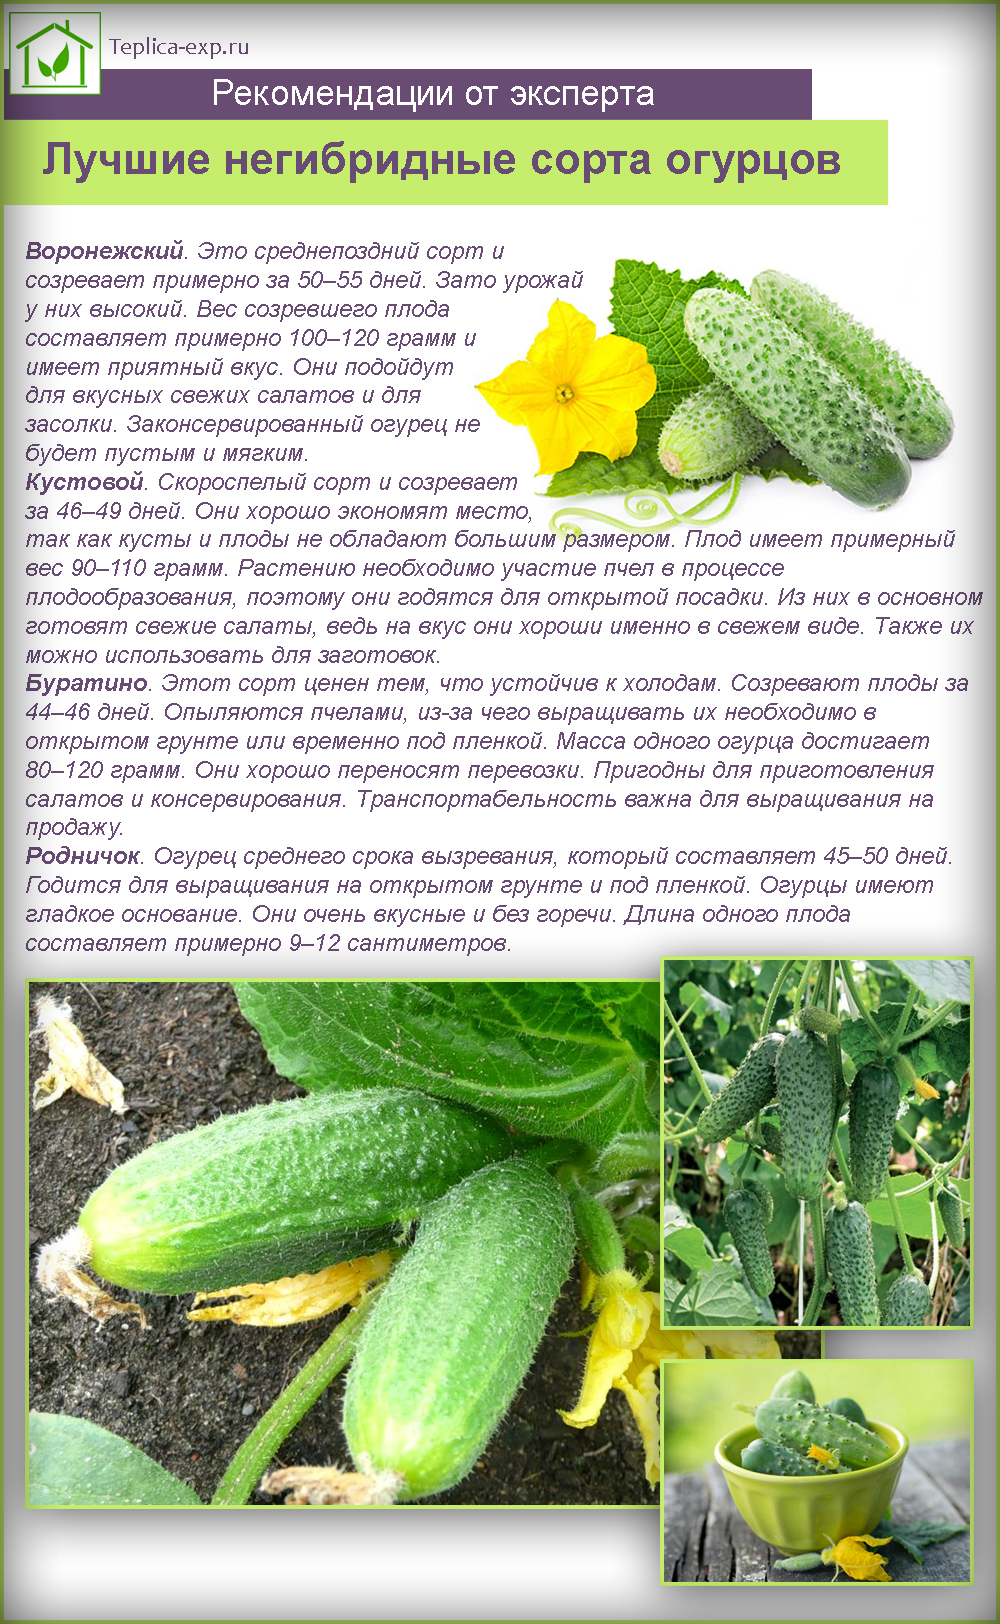 Teplica-exp.ru
Рекомендации от эксперта
Лучшие негибридные сорта огурцов
Воронежский. Это среднепоздний сорт и
созревает примерно за 50–55 дней. Зато урожай
у них высокий. Вес созревшего плода
составляет примерно 100–120 грамм и
имеет приятный вкус. Они подойдут
для вкусных свежих салатов и для
засолки. Законсервированный огурец не
будет пустым и мягким.
Кустовой. Скороспелый сорт и созревает
за 46–49 дней. Они хорошо экономят место,
так как кусты и плоды не обладают большим размером. Плод имеет примерный
вес 90–110 грамм. Растению необходимо участие пчел в процессе
плодообразования, поэтому они годятся для открытой посадки. Из них в основном
готовят свежие салаты, ведь на вкус они хороши именно в свежем виде. Также их
можно использовать для заготовок.
Буратино. Этот сорт ценен тем, что устойчив к холодам. Созревают плоды за
44–46 дней. Опыляются пчелами, из-за чего выращивать их необходимо в
открытом грунте или временно под пленкой. Масса одного огурца достигает
80–120 грамм. Они хорошо переносят перевозки. Пригодны для приготовления
салатов и консервирования. Транспортабельность важна для выращивания на
продажу.
Родничок. Огурец среднего срока вызревания, который составляет 45–50 дней.
Годится для выращивания на открытом грунте и под пленкой. Огурцы имеют
гладкое основание. Они очень вкусные и без горечи. Длина одного плода
составляет примерно 9–12 сантиметров.